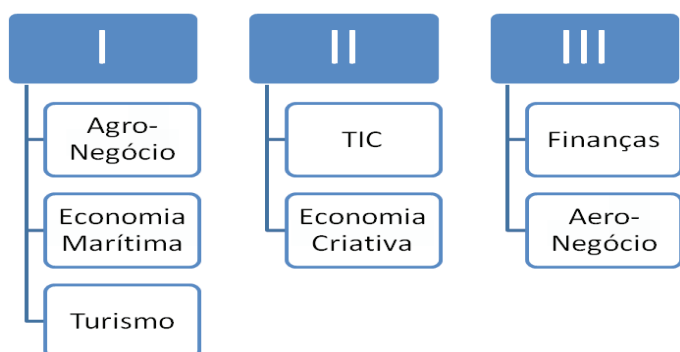 I
Agro-
Negócio
Economia
Marítima
Turismo
II
TIC
Economia
Criativa
III
Finanças
Aero-
Negócio